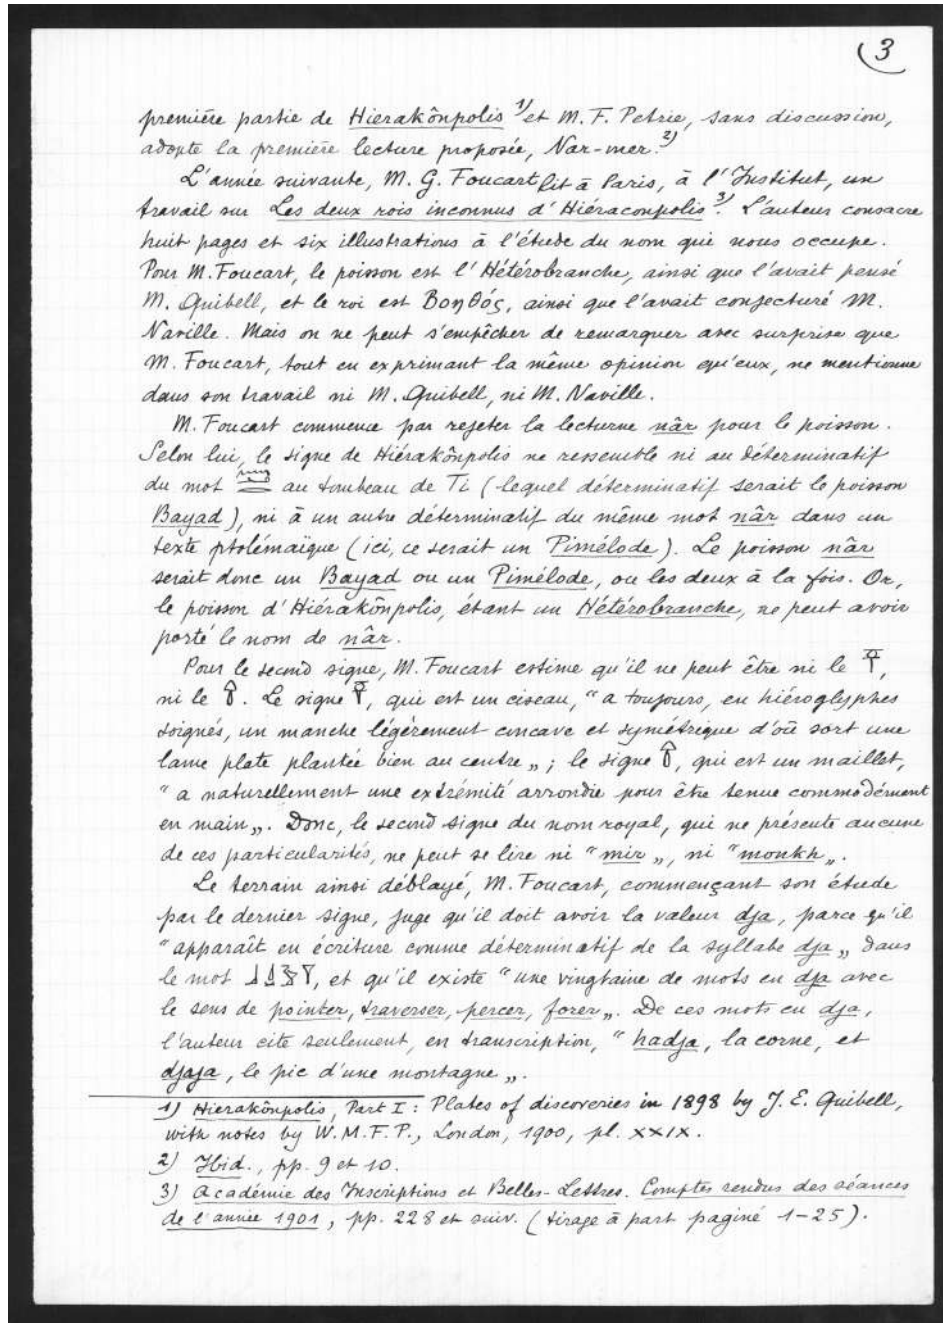 3
première partie de Hierakônpolis 1) et M. F. Petrie, sans discussion,
adopte la première lecture proposée, Nar-mer. 2)
L'année suivante, M. G. Foucart lit à Paris, à l'Institut, un
travail sur Les deux rois inconnus d'Hiéraconpolis 3). L'auteur consacre
huit pages et six illustrations à l'étude du nom qui nous occupe.
Pour M. Foucart, le poisson est l'Hétérobranche, ainsi que l'avait pensé
M. Quibell, et le roi est Βοηθός, ainsi que l'avait conjecturé M.
Naville. Mais on ne peut s'empêcher de remarquer avec surprise que
M. Foucart, tout en exprimant la même opinion qu'eux, ne mentionne
dans son travail ni M. Quibell, ni M. Naville.
M. Foucart commence par rejeter la lecture nâr pour le poisson.
Selon lui, le signe de Hiérakônpolis ne ressemble ni au déterminatif
du mot au tombeau de Ti (lequel déterminatif serait le poisson
Bayad), ni à un autre déterminatif du même mot nâr dans un
texte ptolémaïque (ici, ce serait un Pimélode). Le poisson nâr
serait donc un Bayad ou un Pimélode, ou les deux à la fois. Or,
le poisson d'Hiérakônpolis, étant un Hétérobranche, ne peut avoir
porté le nom de nâr.
Pour le second signe, M. Foucart estime qu'il ne peut être ni le ,
ni le . Le signe , qui est un ciseau, “a toujours, en hiéroglyphes
soignés, un manche légèrement concave et symétrique d'où sort une
lame plate plantée bien au centre„; le signe , qui est un maillet,
“a naturellement une extrémité arrondie pour être tenue commodément
en main„. Donc, le second signe du nom royal, qui ne présente aucune
de ces particularités, ne peut se lire ni “mir„, ni “monkh„.
Le terrain ainsi déblayé, M. Foucart, commençant son étude
par le dernier signe, juge qu'il doit avoir la valeur dja, parce qu'il
“apparaît en écriture comme déterminatif de la syllabe dja„ dans
le mot , et qu'il existe “une vingtaine de mots en dja avec
le sens de pointer, traverser, percer, forer„. De ces mots en dja,
l'auteur cite seulement, en transcription, “hadja, la corne, et
djaja, le pic d'une montagne„.
1) Hierakônpolis, Part I: Plates of discoveries in 1898 by J. E. Quibell,
with notes by W.M.F.P., London, 1900, pl. XXIX.
2) Ibid., pp. 9 et 10.
3) Académie des Inscriptions et Belles-Lettres. Comptes rendus des séances
de l'année 1901, pp. 228 et suiv. (tirage à part paginé 1-25).